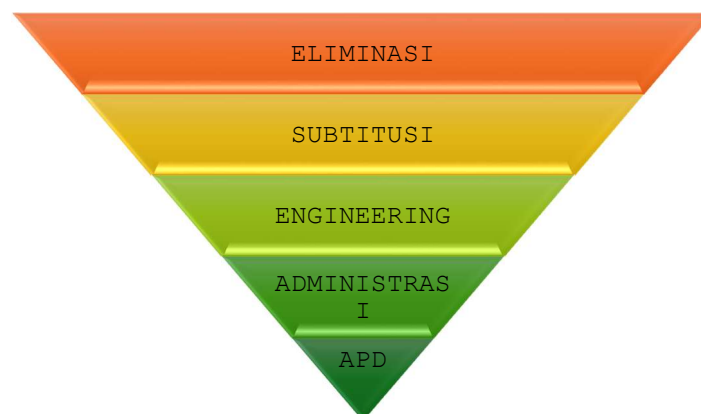 ELIMINASI
SUBTITUSI
ENGINEERING
ADMINISTRAS
I
APD